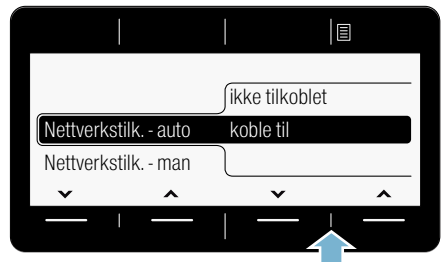 ikke tilkoblet
Nettverkstilk. - auto koble til
Nettverkstilk. - man